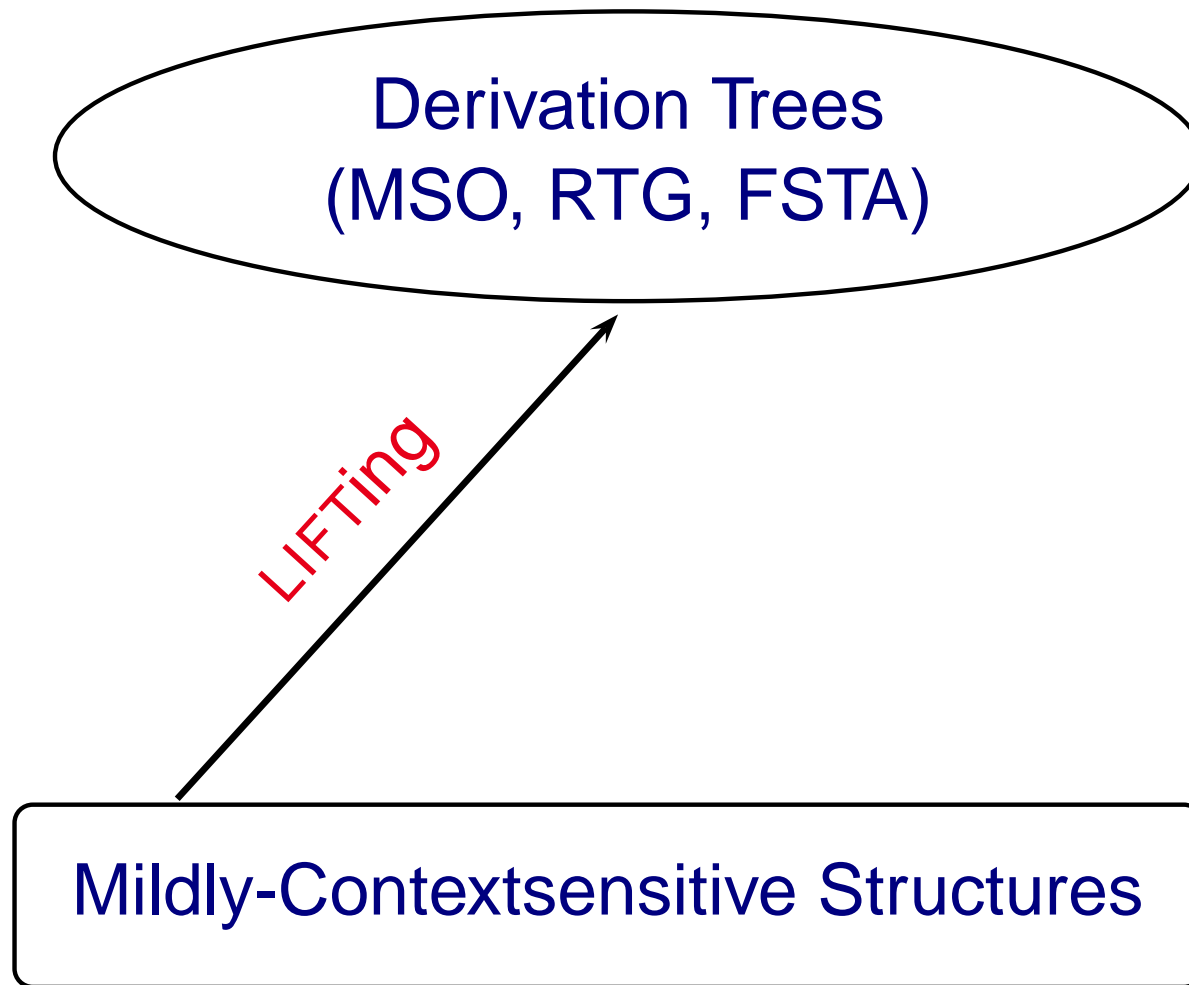 Derivation Trees
(MSO, RTG, FSTA)
LIFTing
Mildly-Contextsensitive Structures